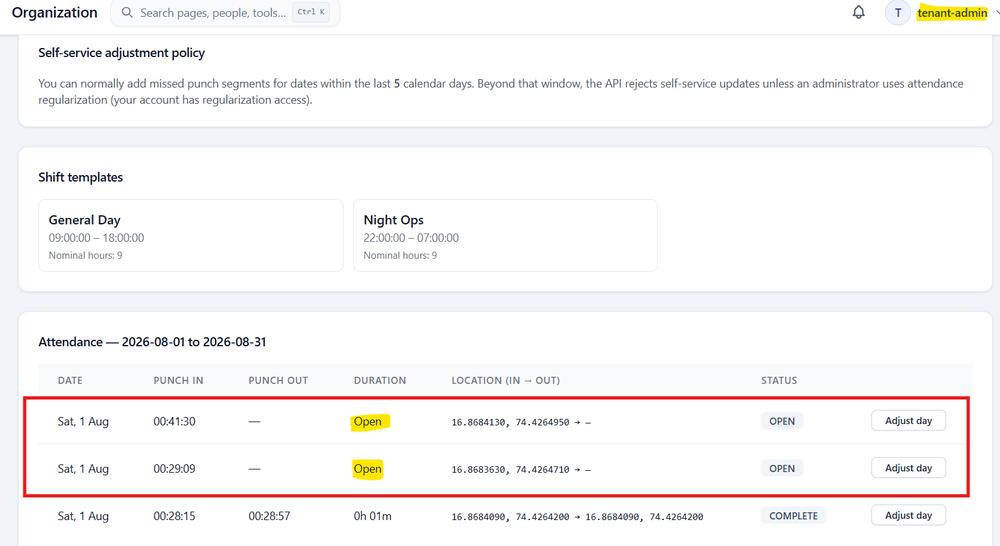 Organization
Search pages, people, tools...
Ctrl K
T
tenant-admin
Self-service adjustment policy
You can normally add missed punch segments for dates within the last 5 calendar days. Beyond that window, the API rejects self-service updates unless an administrator uses attendance
regularization (your account has regularization access).
Shift templates
General Day
09:00:00 – 18:00:00
Nominal hours: 9
Night Ops
22:00:00 – 07:00:00
Nominal hours: 9
Attendance — 2026-08-01 to 2026-08-31
DATE PUNCH IN PUNCH OUT DURATION LOCATION (IN → OUT) STATUS
Sat, 1 Aug 00:41:30 — Open 16.8684130, 74.4264950 → — OPEN Adjust day
Sat, 1 Aug 00:29:09 — Open 16.8683630, 74.4264710 → — OPEN Adjust day
Sat, 1 Aug 00:28:15 00:28:57 0h 01m 16.8684090, 74.4264200 → 16.8684090, 74.4264200 COMPLETE Adjust day